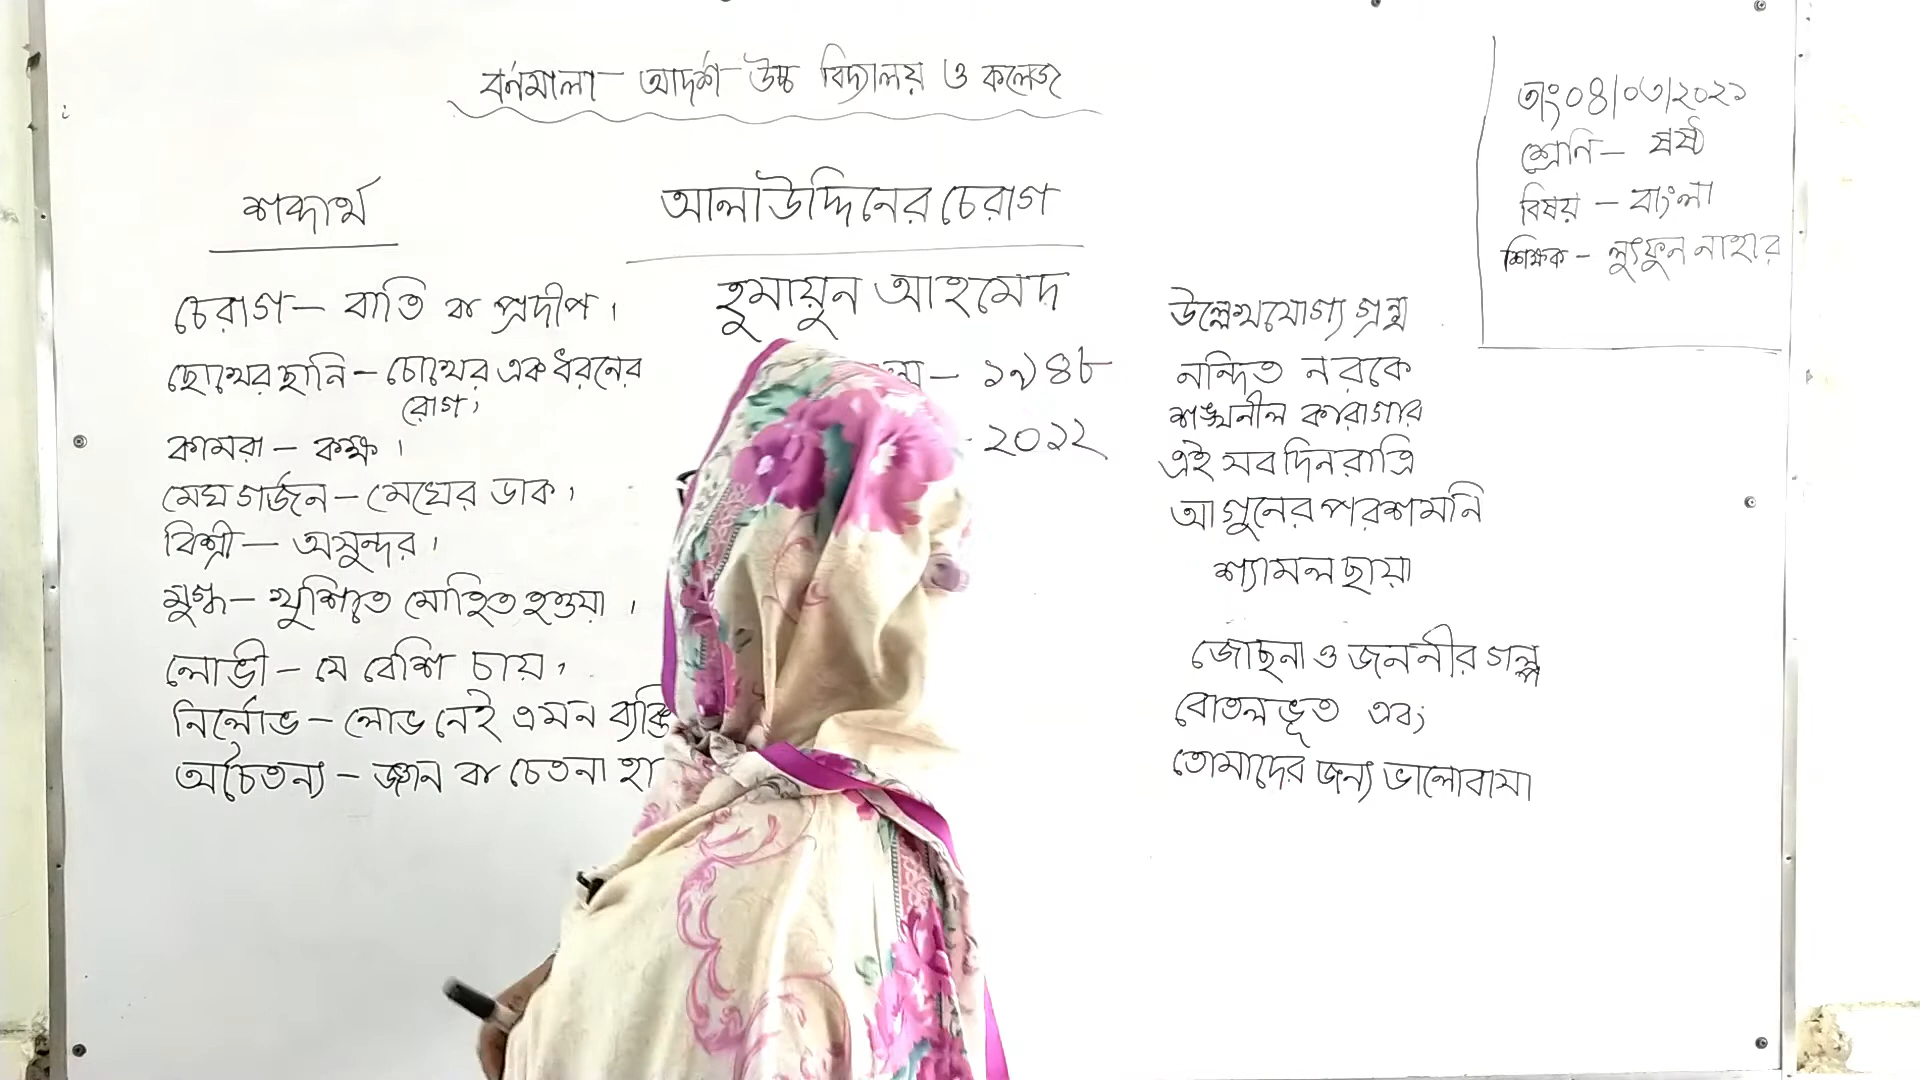 বর্ণমালা আদর্শ উচ্চ বিদ্যালয় ও কলেজ
তাং০৪/০৩/২০২১
শ্রেনি - ষষ্ঠ
বিষয় - বাংলা
শিক্ষক - লুৎফুন নাহার
শব্দার্থ
চেরাগ - বাতি বা প্রদীপ।
ছোখের ছানি - চোখের এক ধরনের
রোগ।
কামরা - কক্ষ।
মেঘ গর্জন - মেঘের ডাক।
বিশ্রী - অসুন্দর।
মুগ্ধ - খুশিতে মোহিত হওয়া।
লোভী - যে বেশি চায়।
নির্লোভ - লোভ নেই এমন ব্যক্তি
অচৈতন্য - জ্ঞান বা চেতনা হা
আলাউদ্দিনের চেরাগ
হুমায়ুন আহমেদ
- ১৯৪৮
- ২০১২
উল্লেখযোগ্য গ্রন্থ
নন্দিত নরকে
শঙ্খনীল কারাগার
এই সব দিন রাত্রি
আগুনের পরশমনি
শ্যামল ছায়া
জোছনা ও জননীর গল্প
বোতল ভূত এবং
তোমাদের জন্য ভালোবাসা